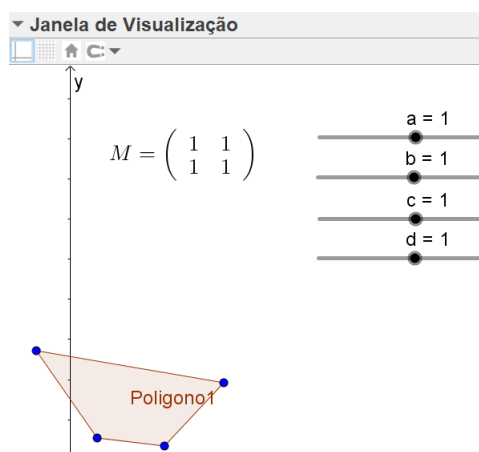 Janela de Visualização
y
M = ( 1 1
1 1 )
a = 1
b = 1
c = 1
d = 1
Poligono1